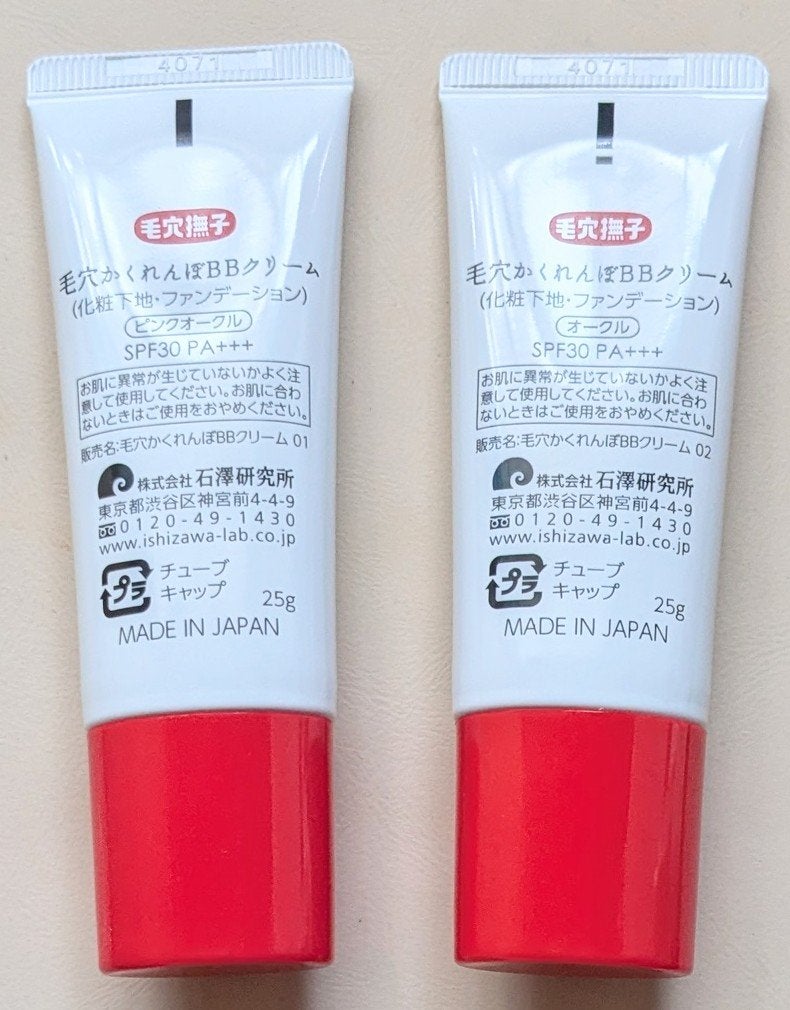 4071
毛穴撫子
毛穴かくれんぼBBクリーム
(化粧下地・ファンデーション)
ピンクオークル
SPF30 PA+++
お肌に異常が生じていないかよく注
意して使用してください。お肌に合わ
ないときはご使用をおやめください。
販売名:毛穴かくれんぼBBクリーム 01
株式会社 石澤研究所
東京都渋谷区神宮前4-4-9
0120-49-1430
www.ishizawa-lab.co.jp
プラ
チューブ
キャップ
25g
MADE IN JAPAN
4071
毛穴撫子
毛穴かくれんぼBBクリーム
(化粧下地・ファンデーション)
オークル
SPF30 PA+++
お肌に異常が生じていないかよく注
意して使用してください。お肌に合わ
ないときはご使用をおやめください。
販売名:毛穴かくれんぼBBクリーム 02
株式会社 石澤研究所
東京都渋谷区神宮前4-4-9
0120-49-1430
www.ishizawa-lab.co.jp
プラ
チューブ
キャップ
25g
MADE IN JAPAN